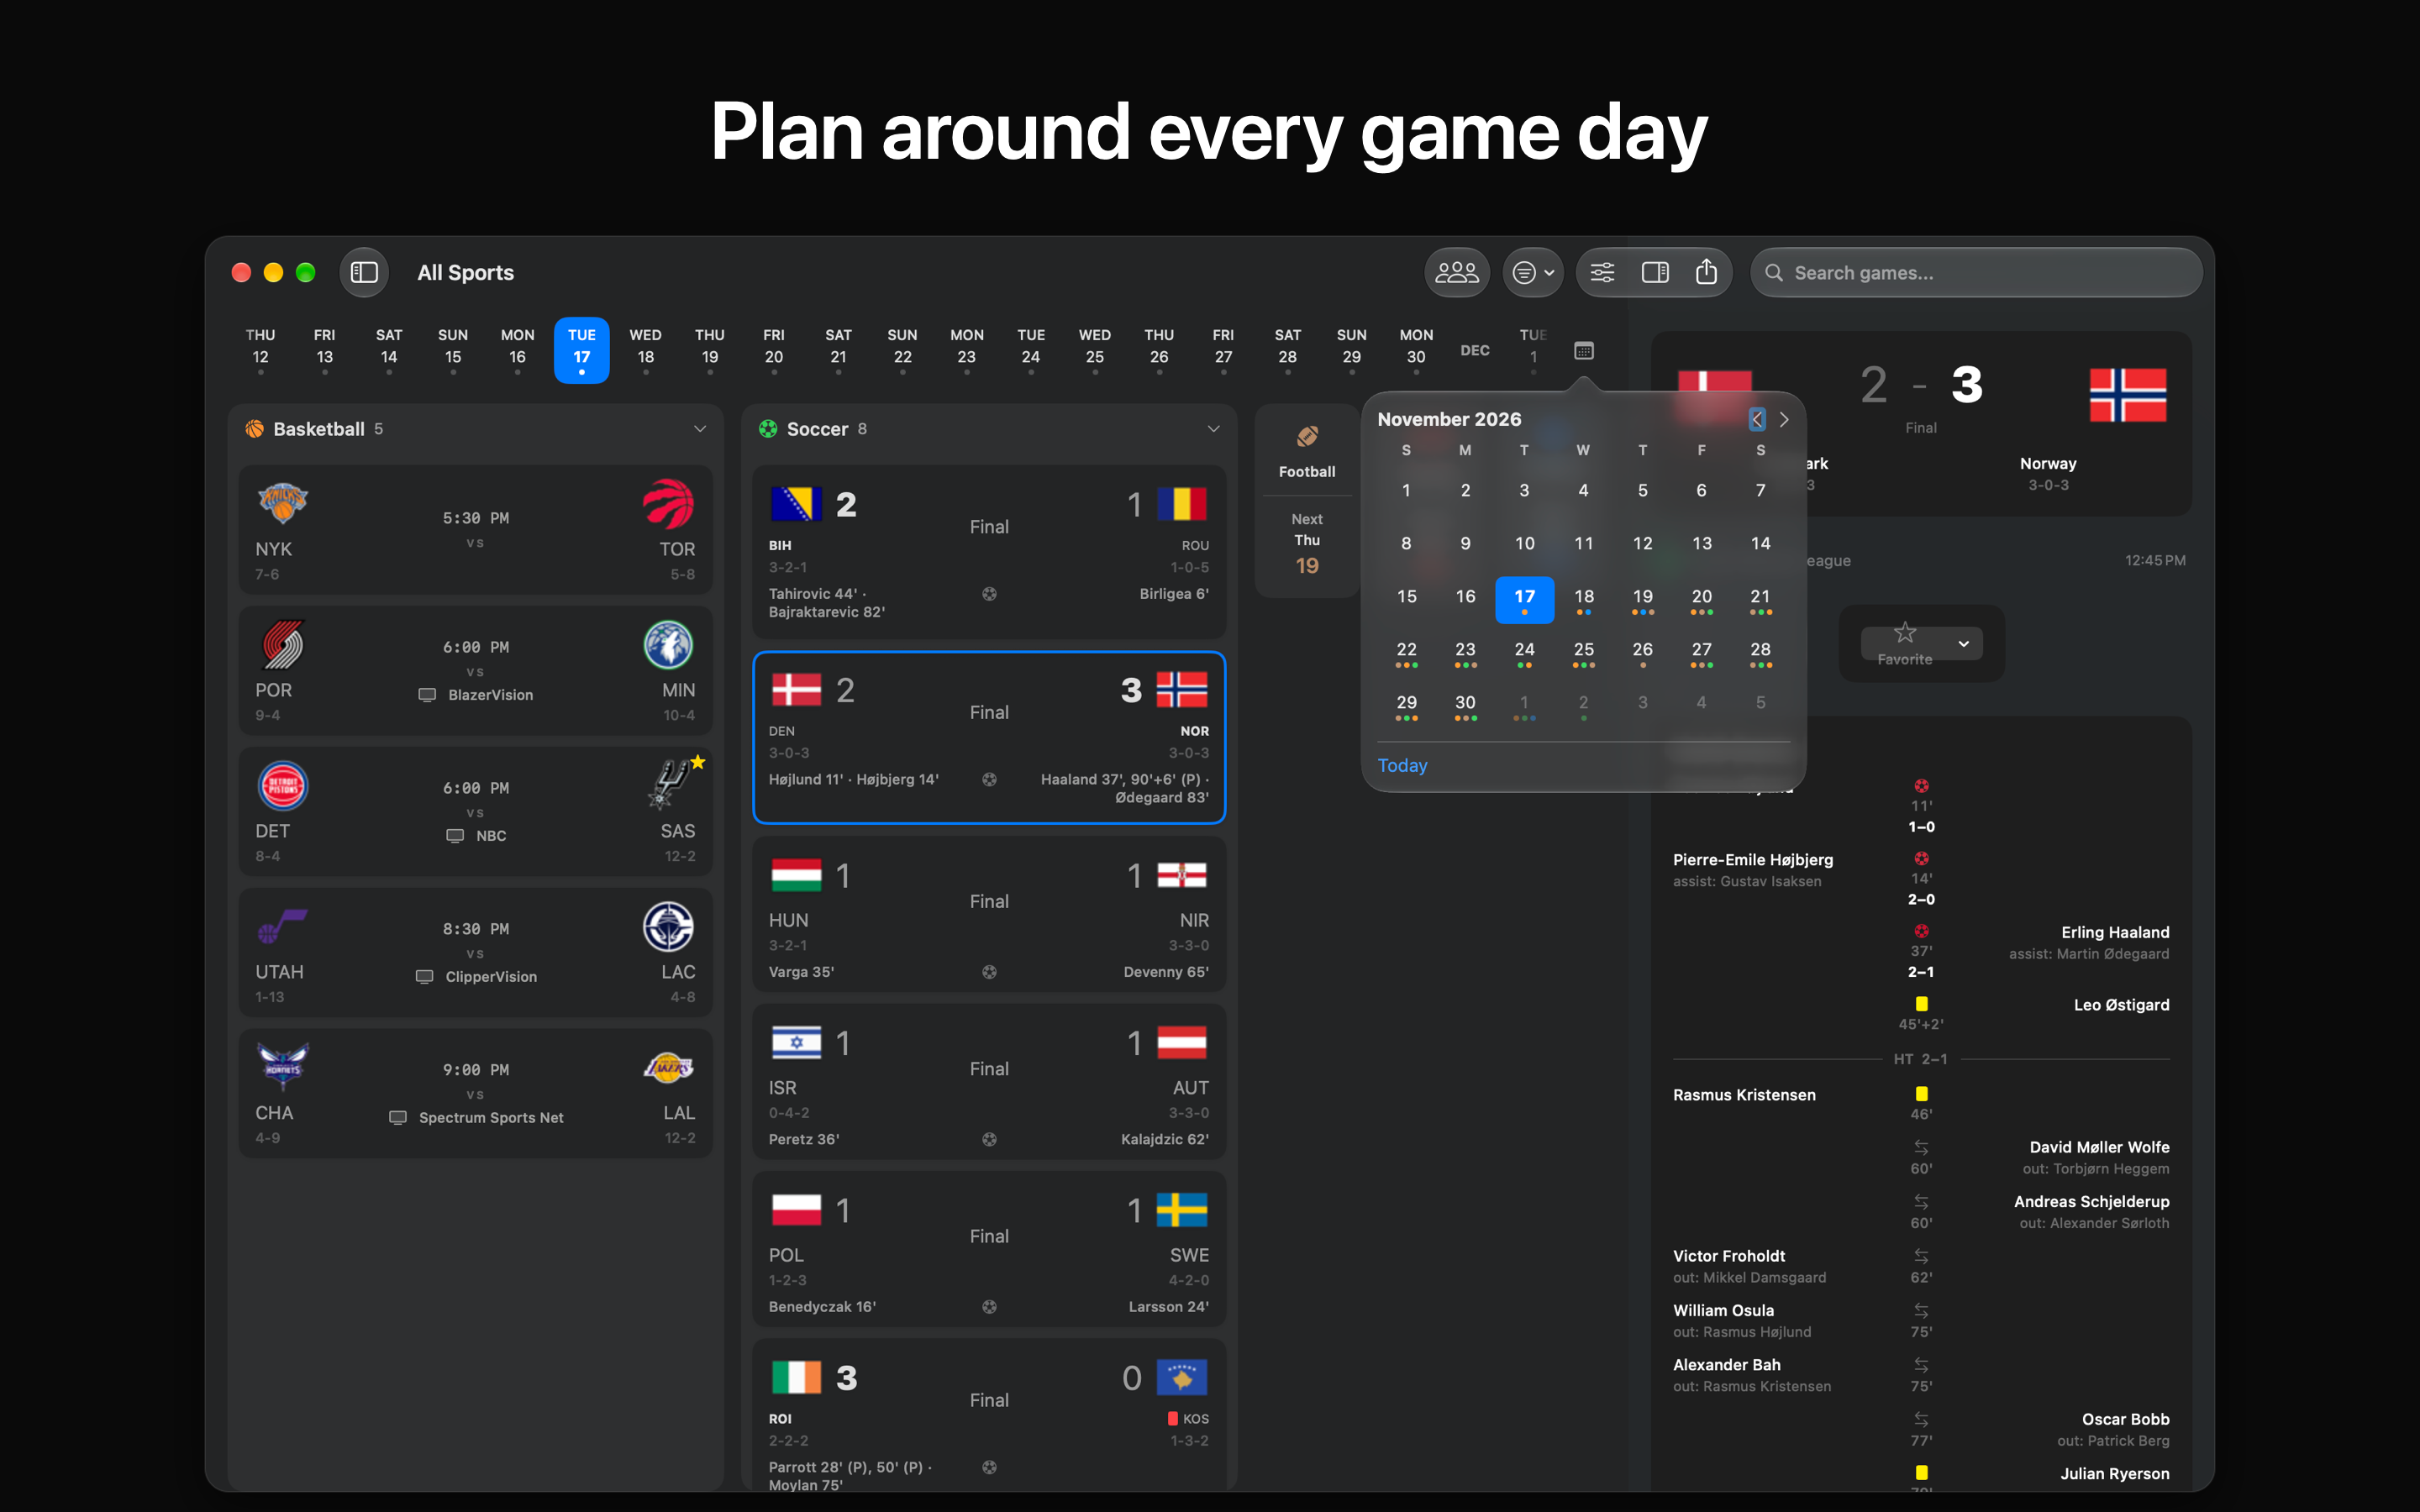 Plan around every game day
All Sports
Search games...
THU 12
FRI 13
SAT 14
SUN 15
MON 16
TUE 17
WED 18
THU 19
FRI 20
SAT 21
SUN 22
MON 23
TUE 24
WED 25
THU 26
FRI 27
SAT 28
SUN 29
MON 30
DEC
TUE 1
Basketball 5
NYK 7-6
5:30 PM
vs
TOR 5-8
POR 9-4
6:00 PM
vs
BlazerVision
MIN 10-4
DET 8-4
6:00 PM
vs
NBC
SAS 12-2
UTAH 1-13
8:30 PM
vs
ClipperVision
LAC 4-8
CHA 4-9
9:00 PM
vs
Spectrum Sports Net
LAL 12-2
Soccer 8
2 Final 1
BIH ROU
3-2-1 1-0-5
Tahirovic 44' · Birligea 6'
Bajraktarevic 82'
2 Final 3
DEN NOR
3-0-3 3-0-3
Højlund 11' · Højbjerg 14' Haaland 37', 90'+6' (P) ·
Ødegaard 83'
1 Final 1
HUN NIR
3-2-1 3-3-0
Varga 35' Devenny 65'
1 Final 1
ISR AUT
0-4-2 3-3-0
Peretz 36' Kalajdzic 62'
1 Final 1
POL SWE
1-2-3 4-2-0
Benedyczak 16' Larsson 24'
3 Final 0
ROI KOS
2-2-2 1-3-2
Parrott 28' (P), 50' (P) ·
Moylan 75'
Football
Next
Thu
19
November 2026
S M T W T F S
1 2 3 4 5 6 7
8 9 10 11 12 13 14
15 16 17 18 19 20 21
22 23 24 25 26 27 28
29 30 1 2 3 4 5
Today
2 - 3
Final
ark Norway
3 3-0-3
eague 12:45 PM
Favorite
11'
1–0
Pierre-Emile Højbjerg
assist: Gustav Isaksen
14'
2–0
Erling Haaland
assist: Martin Ødegaard
37'
2–1
Leo Østigard
45'+2'
HT 2–1
Rasmus Kristensen
46'
David Møller Wolfe
out: Torbjørn Heggem
60'
Andreas Schjelderup
out: Alexander Sørloth
60'
Victor Froholdt
out: Mikkel Damsgaard
62'
William Osula
out: Rasmus Højlund
75'
Alexander Bah
out: Rasmus Kristensen
75'
Oscar Bobb
out: Patrick Berg
77'
Julian Ryerson